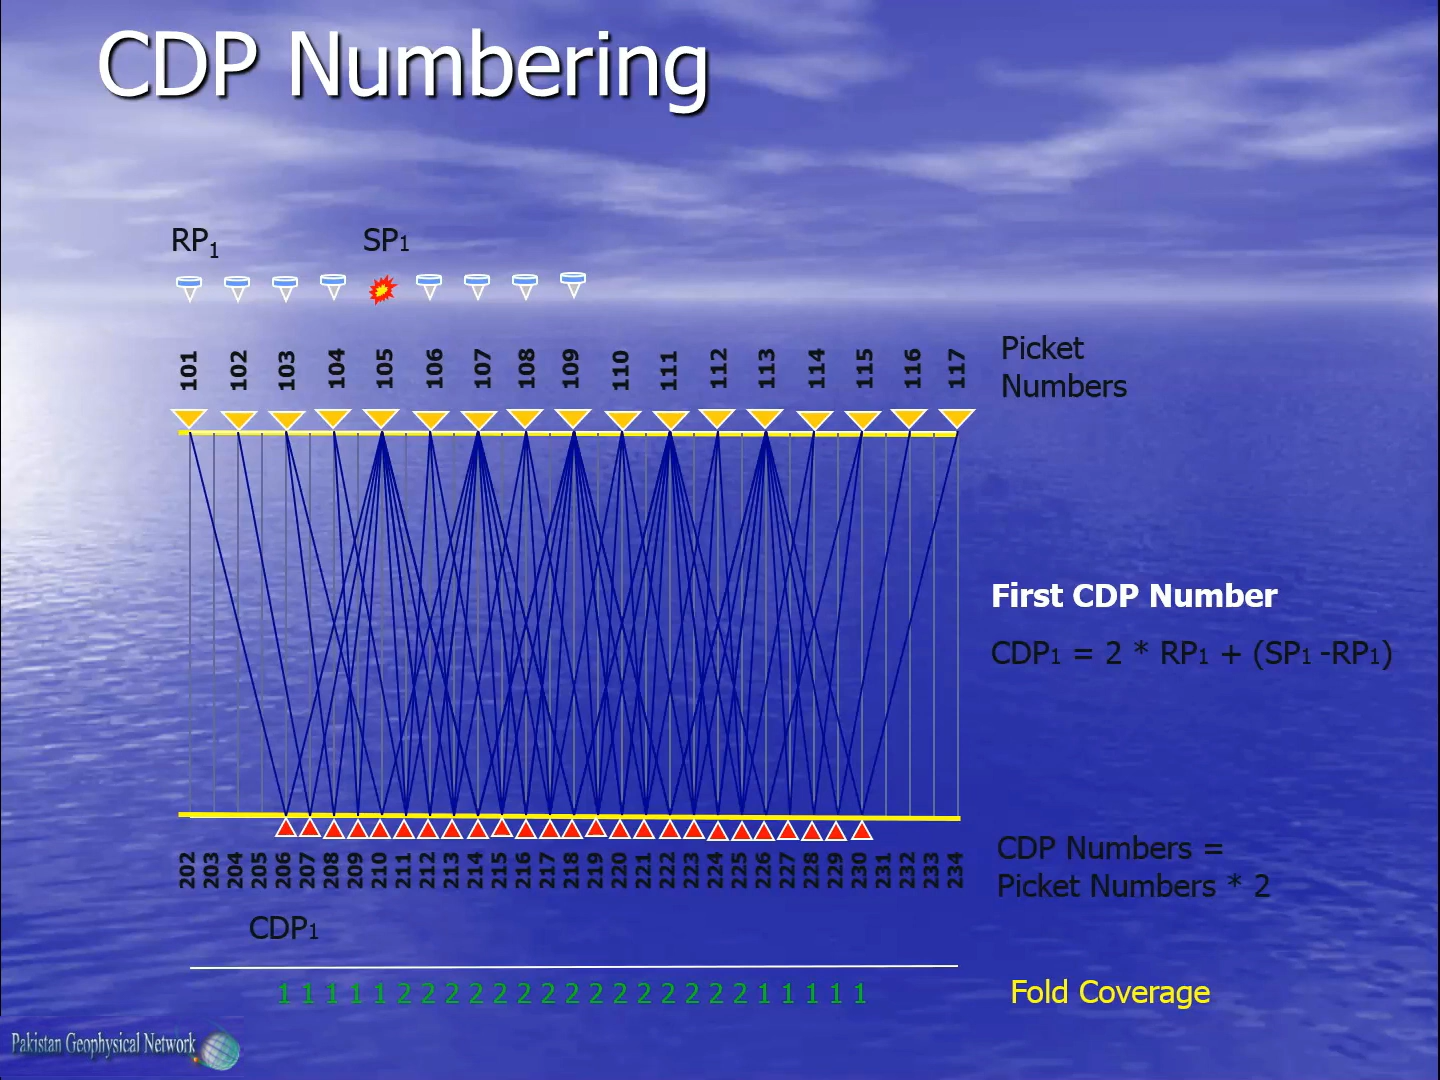 CDP Numbering
RP1 SP1
101 102 103 104 105 106 107 108 109 110 111 112 113 114 115 116 117
Picket
Numbers
First CDP Number
CDP1 = 2 * RP1 + (SP1 -RP1)
202 203 204 205 206 207 208 209 210 211 212 213 214 215 216 217 218 219 220 221 222 223 224 225 226 227 228 229 230 231 232 233 234
CDP Numbers =
Picket Numbers * 2
CDP1
1 1 1 1 1 2 2 2 2 2 2 2 2 2 2 2 2 2 2 2 1 1 1 1 1
Fold Coverage
Pakistan Geophysical Network